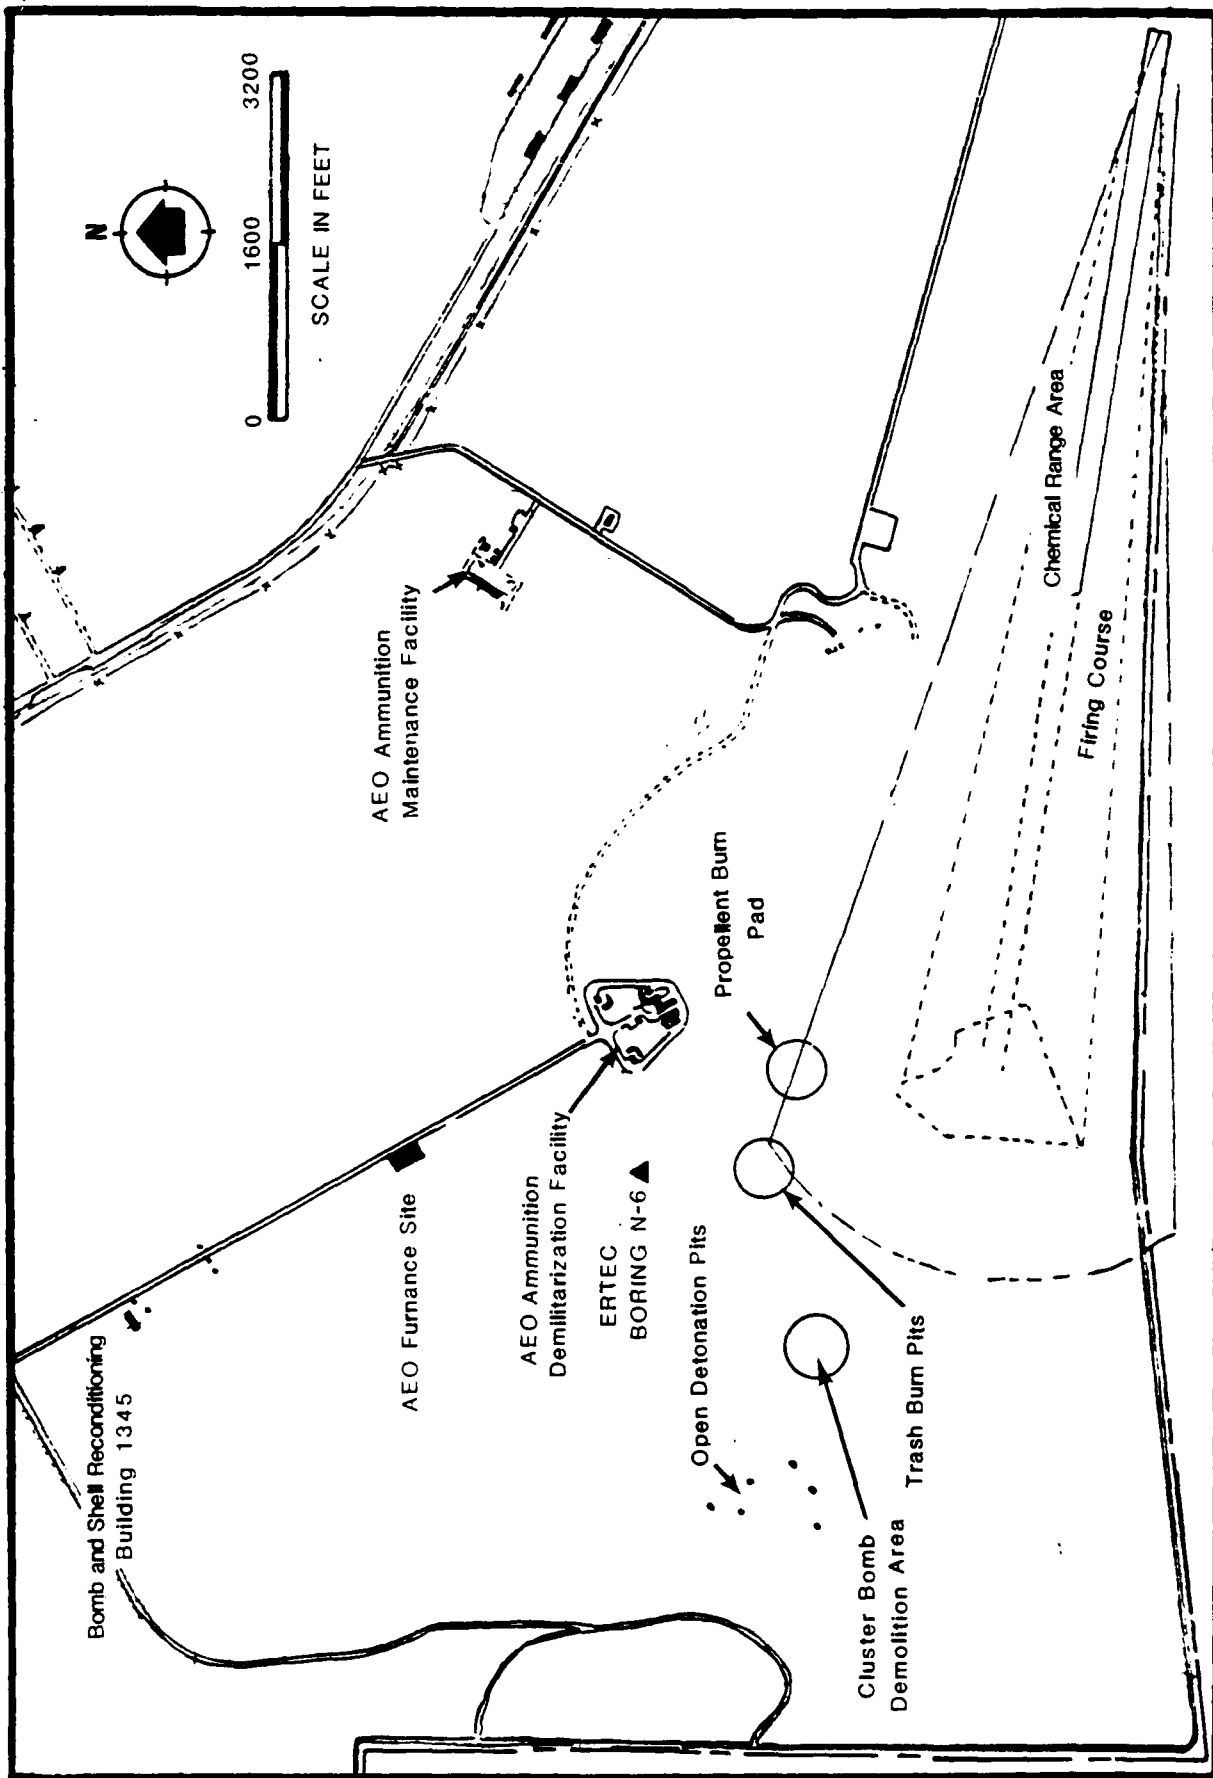 N
0 1600 3200
SCALE IN FEET
Bomb and Shell Reconditioning
Building 1345
AEO Ammunition
Maintenance Facility
AEO Furnance Site
AEO Ammunition
Demilitarization Facility
ERTEC
BORING N-6
Open Detonation Pits
Propellent Burn
Pad
Cluster Bomb
Demolition Area
Trash Burn Pits
Chemical Range Area
Firing Course